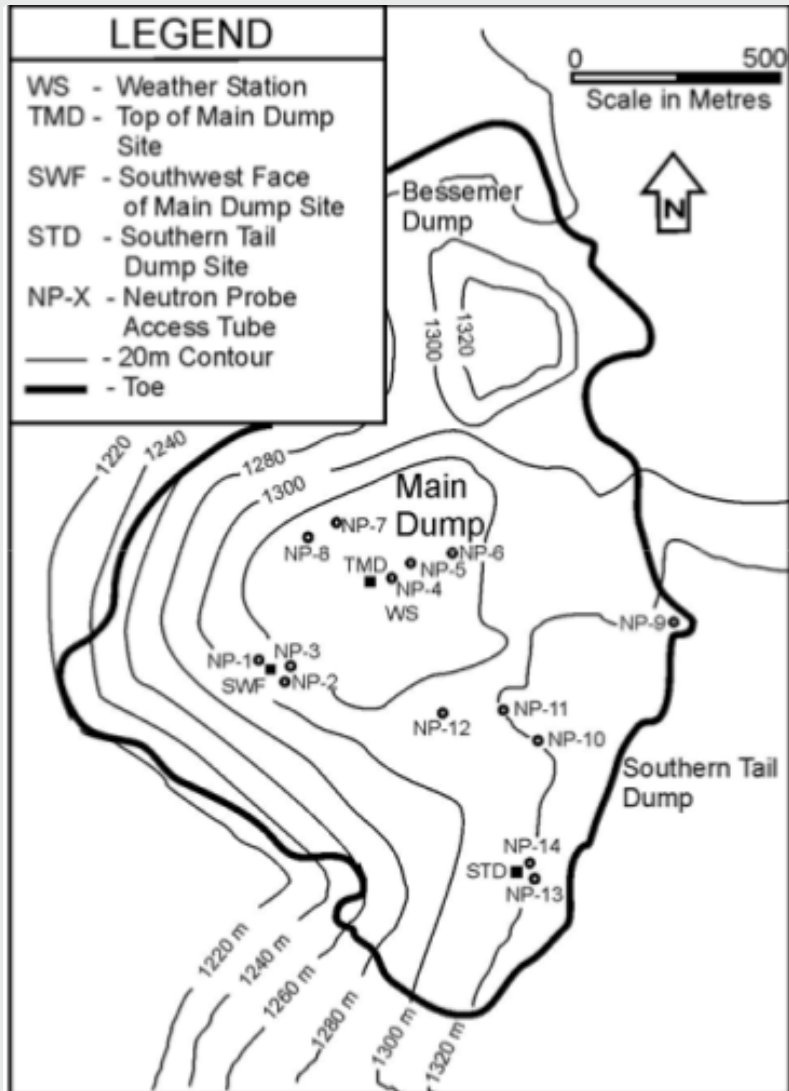 LEGEND
WS - Weather Station
TMD - Top of Main Dump
Site
SWF - Southwest Face
of Main Dump Site
STD - Southern Tail
Dump Site
NP-X - Neutron Probe
Access Tube
- 20m Contour
- Toe
0 500
Scale in Metres
N
Bessemer
Dump
1300
1320
1220
1240
1280
1300
Main
Dump
NP-7
NP-8
NP-6
TMD
NP-5
NP-4
WS
NP-9
NP-1
NP-3
SWF
NP-2
NP-11
NP-12
NP-10
Southern Tail
Dump
NP-14
STD
NP-13
1220 m
1240 m
1260 m
1280 m
1300 m
1320 m